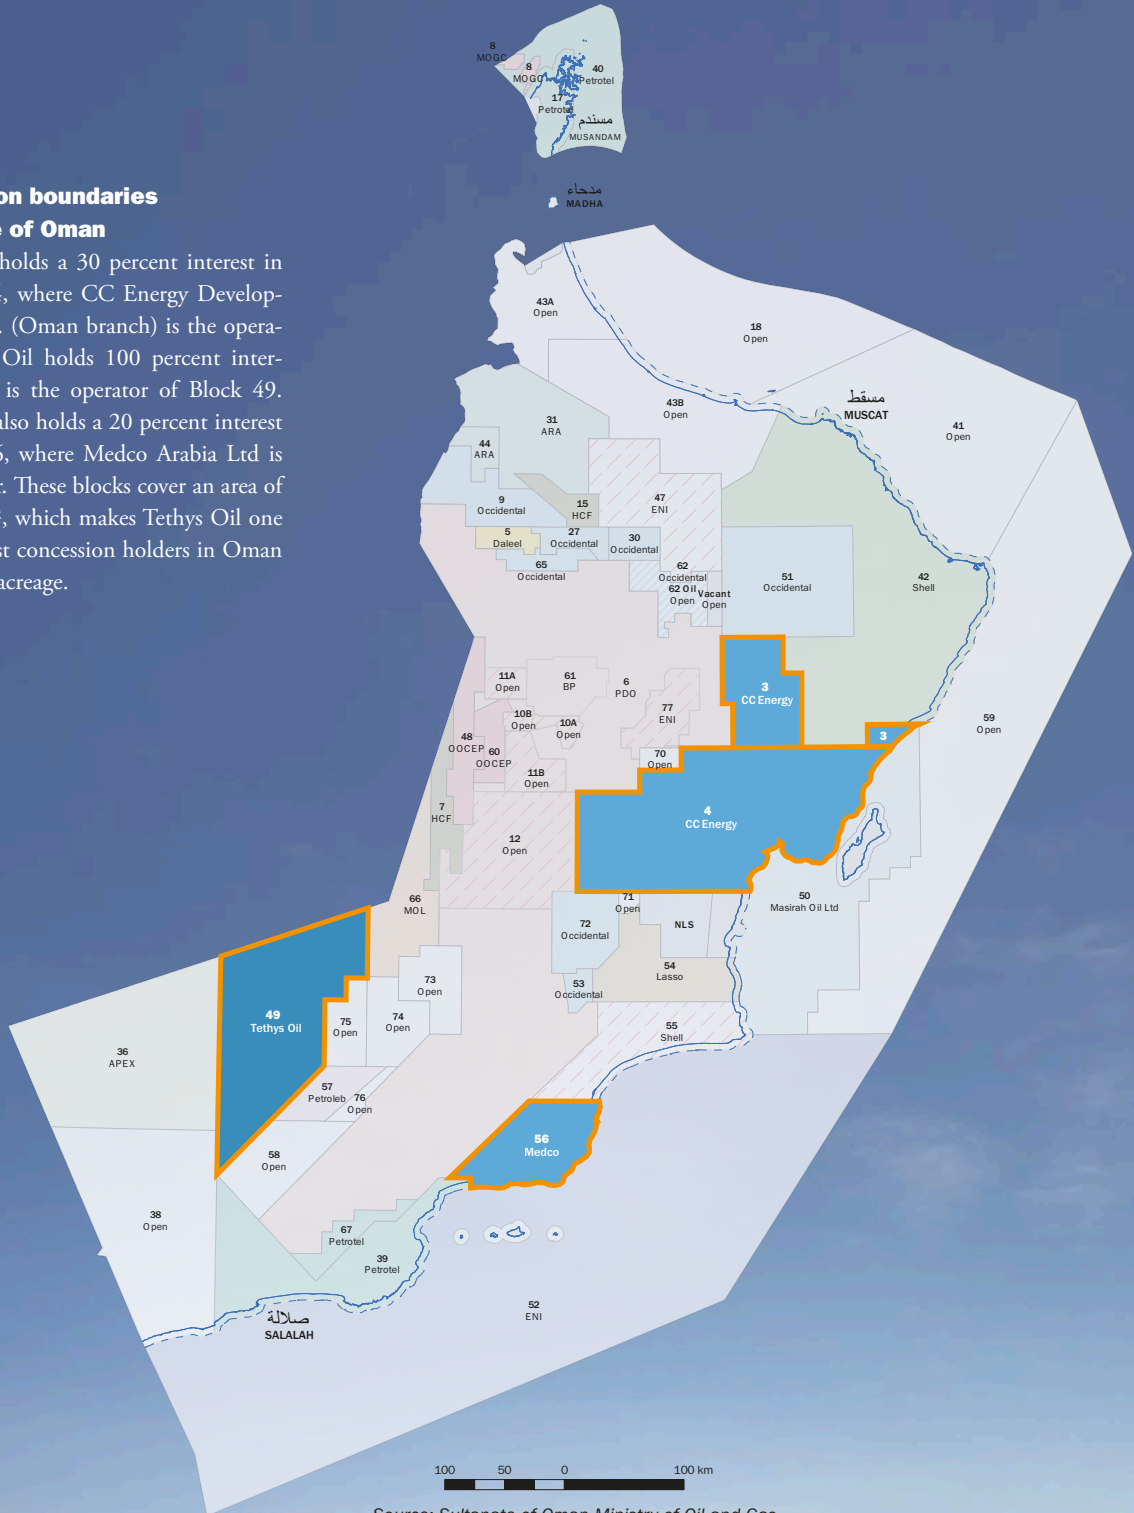 8
MOGC
8
MOGC
40
Petrotel
17
Petrotel
مسندم
MUSANDAM
مدحاء
MADHA
on boundaries
of Oman
holds a 30 percent interest in
, where CC Energy Develop-
. (Oman branch) is the opera-
Oil holds 100 percent inter-
is the operator of Block 49.
also holds a 20 percent interest
, where Medco Arabia Ltd is
. These blocks cover an area of
, which makes Tethys Oil one
st concession holders in Oman
acreage.
43A
Open
18
Open
43B
Open
مسقط
MUSCAT
41
Open
31
ARA
44
ARA
9
Occidental
15
HCF
47
ENI
5
Daleel
27
Occidental
30
Occidental
65
Occidental
62
Occidental
62 Oil
Open
Vacant
Open
51
Occidental
42
Shell
11A
Open
61
BP
6
PDO
3
CC Energy
10B
Open
10A
Open
77
ENI
59
Open
48
OOCEP
60
OOCEP
3
70
Open
11B
Open
7
HCF
4
CC Energy
12
Open
66
MOL
71
Open
50
Masirah Oil Ltd
72
Occidental
NLS
54
Lasso
73
Open
53
Occidental
49
Tethys Oil
75
Open
74
Open
55
Shell
36
APEX
57
Petroleb
76
Open
56
Medco
58
Open
38
Open
67
Petrotel
39
Petrotel
صلالة
SALALAH
52
ENI
100 50 0 100 km
Source: Sultanate of Oman Ministry of Oil and Gas